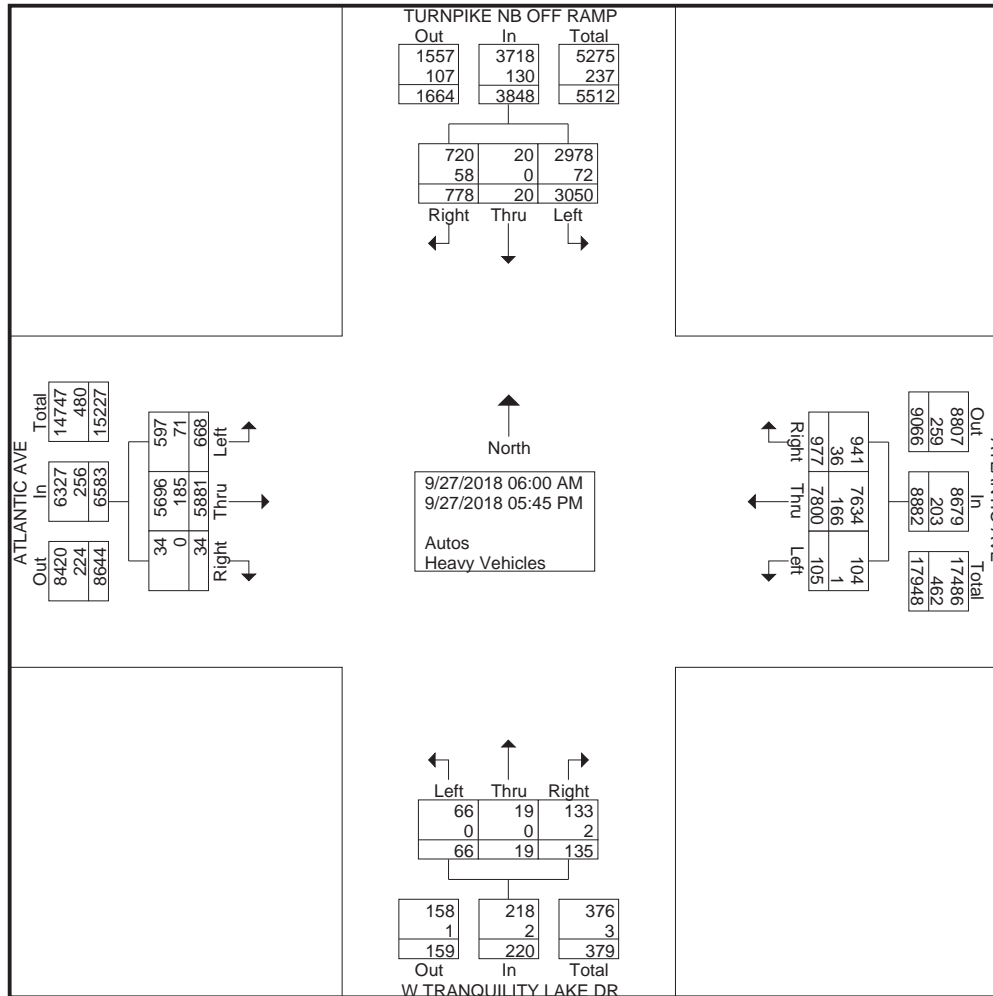 TURNPIKE NB OFF RAMP
Out In Total
1557 3718 5275
107 130 237
1664 3848 5512
720 20 2978
58 0 72
778 20 3050
Right Thru Left
ATLANTIC AVE
Total In Out
14747 6327 8420
480 256 224
15227 6583 8644
597 5696 34
71 185 0
668 5881 34
Left Thru Right
North
9/27/2018 06:00 AM
9/27/2018 05:45 PM
Autos
Heavy Vehicles
Right Thru Left
941 7634 104
36 166 1
977 7800 105
Out In Total
8807 8679 17486
259 203 462
9066 8882 17948
Left Thru Right
66 19 133
0 0 2
66 19 135
158 218 376
1 2 3
159 220 379
Out In Total
W TRANQUILITY LAKE DR